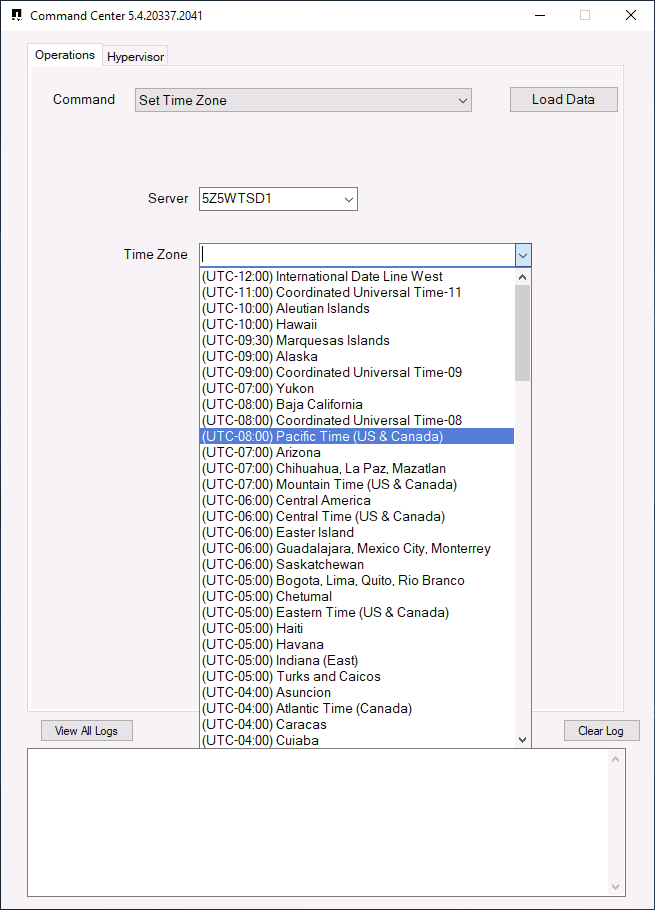 Command Center 5.4.20337.2041
Operations
Hypervisor
Command
Set Time Zone
Load Data
Server
5Z5WTSD1
Time Zone
(UTC-12:00) International Date Line West
(UTC-11:00) Coordinated Universal Time-11
(UTC-10:00) Aleutian Islands
(UTC-10:00) Hawaii
(UTC-09:30) Marquesas Islands
(UTC-09:00) Alaska
(UTC-09:00) Coordinated Universal Time-09
(UTC-07:00) Yukon
(UTC-08:00) Baja California
(UTC-08:00) Coordinated Universal Time-08
(UTC-08:00) Pacific Time (US & Canada)
(UTC-07:00) Arizona
(UTC-07:00) Chihuahua, La Paz, Mazatlan
(UTC-07:00) Mountain Time (US & Canada)
(UTC-06:00) Central America
(UTC-06:00) Central Time (US & Canada)
(UTC-06:00) Easter Island
(UTC-06:00) Guadalajara, Mexico City, Monterrey
(UTC-06:00) Saskatchewan
(UTC-05:00) Bogota, Lima, Quito, Rio Branco
(UTC-05:00) Chetumal
(UTC-05:00) Eastern Time (US & Canada)
(UTC-05:00) Haiti
(UTC-05:00) Havana
(UTC-05:00) Indiana (East)
(UTC-05:00) Turks and Caicos
(UTC-04:00) Asuncion
(UTC-04:00) Atlantic Time (Canada)
(UTC-04:00) Caracas
(UTC-04:00) Cuiaba
View All Logs
Clear Log